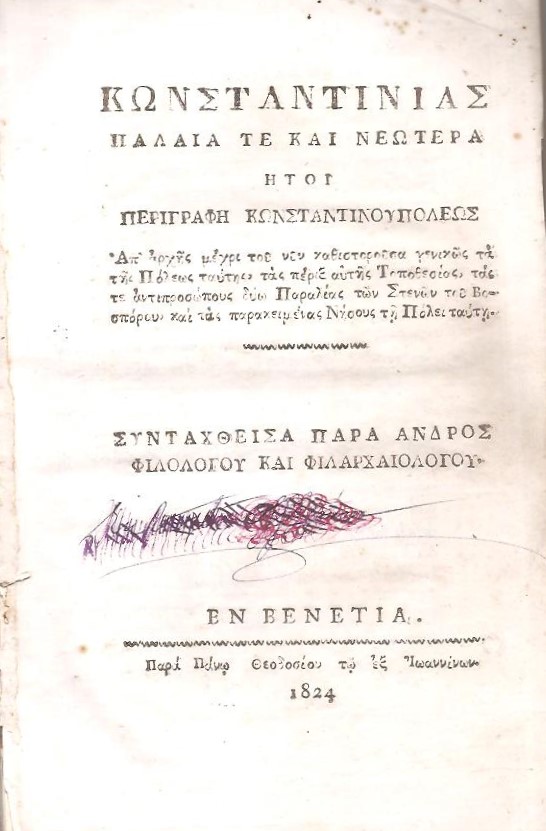 ΚΩΝΣΤΑΝΤΙΝΙΑΣ
ΠΑΛΑΙΑ ΤΕ ΚΑΙ ΝΕΩΤΕΡΑ
ΗΤΟΙ
ΠΕΡΙΓΡΑΦΗ ΚΩΝΣΤΑΝΤΙΝΟΥΠΟΛΕΩΣ
Ἀπ' ἀρχῆς μέχρι τοῦ νῦν καθιστοροῦσα γενικῶς τὰ
τῆς Πόλεως ταύτης, τὰς πέριξ αὐτῆς Τοποθεσίας, τὰς
τε ἀντιπροσώπους δύω Παραλίας τῶν Στενῶν τοῦ Βο-
σπόρου, καὶ τὰς παρακειμένας Νήσους τῇ Πόλει ταύτῃ.
ΣΥΝΤΑΧΘΕΙΣΑ ΠΑΡΑ ΑΝΔΡΟΣ
ΦΙΛΟΛΟΓΟΥ ΚΑΙ ΦΙΛΑΡΧΑΙΟΛΟΓΟΥ.
ΕΝ ΒΕΝΕΤΙΑ.
Παρὰ Πάνῳ Θεοδοσίου τῷ ἐξ Ἰωαννίνων.
1824